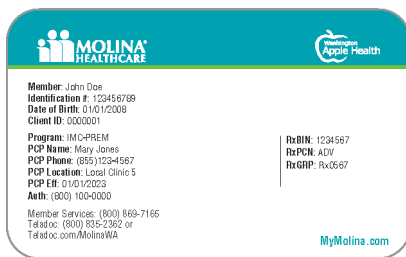 MOLINA®
HEALTHCARE
Washington
Apple Health
Member: John Doe
Identification #: 123456789
Date of Birth: 01/01/2008
Client ID: 0000001
Program: IMC-PREM
PCP Name: Mary Jones
PCP Phone: (855)123-4567
PCP Location: Local Clinic 5
PCP Eff: 01/01/2023
Auth: (800) 100-0000
RxBIN: 1234567
RxPCN: ADV
RxGRP: Rx0567
Member Services: (800) 869-7165
Teladoc: (800) 835-2362 or
Teladoc.com/MolinaWA
MyMolina.com